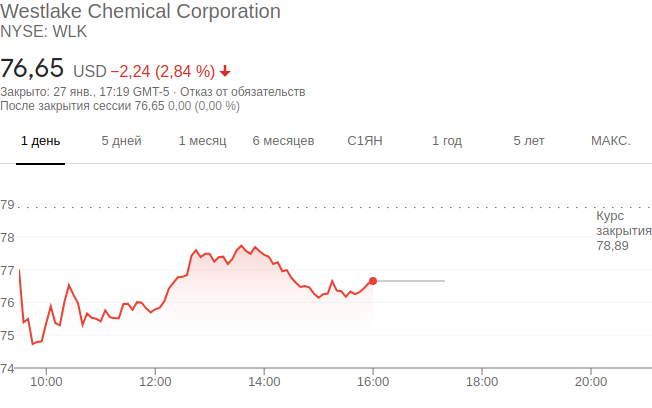 Westlake Chemical Corporation
NYSE: WLK
76,65 USD −2,24 (2,84 %)
Закрыто: 27 янв., 17:19 GMT-5 · Отказ от обязательств
После закрытия сессии 76,65 0,00 (0,00 %)
1 день 5 дней 1 месяц 6 месяцев С1ЯН 1 год 5 лет МАКС.
79
Курс
закрытия
78,89
78
77
76
75
74
10:00 12:00 14:00 16:00 18:00 20:00